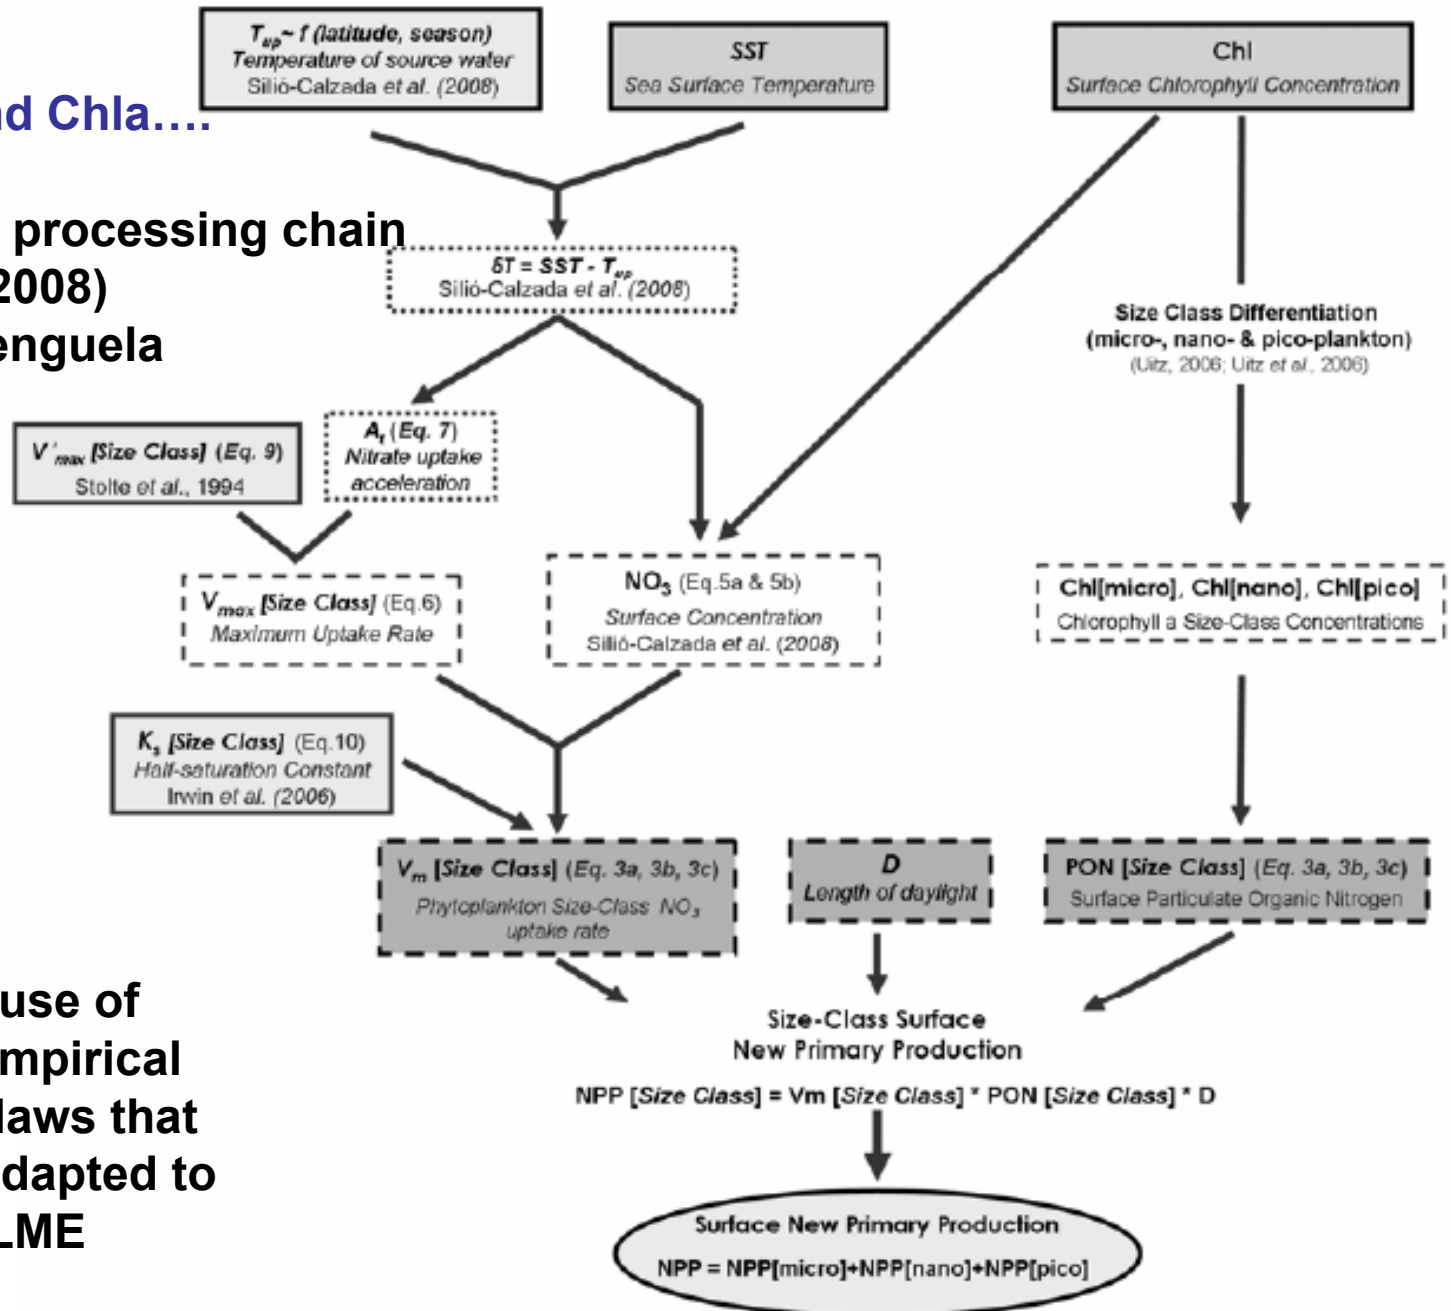 T_up~ f (latitude, season)
Temperature of source water
Silió-Calzada et al. (2008)
SST
Sea Surface Temperature
Chl
Surface Chlorophyll Concentration
nd Chla….
processing chain
2008)
enguela
δT = SST - T_up
Silió-Calzada et al. (2008)
Size Class Differentiation
(micro-, nano- & pico-plankton)
(Uitz, 2006; Uitz et al., 2006)
V'max [Size Class] (Eq. 9)
Stolte et al., 1994
A_t (Eq. 7)
Nitrate uptake
acceleration
Vmax [Size Class] (Eq.6)
Maximum Uptake Rate
NO3 (Eq.5a & 5b)
Surface Concentration
Silió-Calzada et al. (2008)
Chl[micro], Chl[nano], Chl[pico]
Chlorophyll a Size-Class Concentrations
Ks [Size Class] (Eq.10)
Half-saturation Constant
Irwin et al. (2006)
Vm [Size Class] (Eq. 3a, 3b, 3c)
Phytoplankton Size-Class NO3
uptake rate
D
Length of daylight
PON [Size Class] (Eq. 3a, 3b, 3c)
Surface Particulate Organic Nitrogen
use of
mpirical
laws that
dapted to
LME
Size-Class Surface
New Primary Production
NPP [Size Class] = Vm [Size Class] * PON [Size Class] * D
Surface New Primary Production
NPP = NPP[micro]+NPP[nano]+NPP[pico]